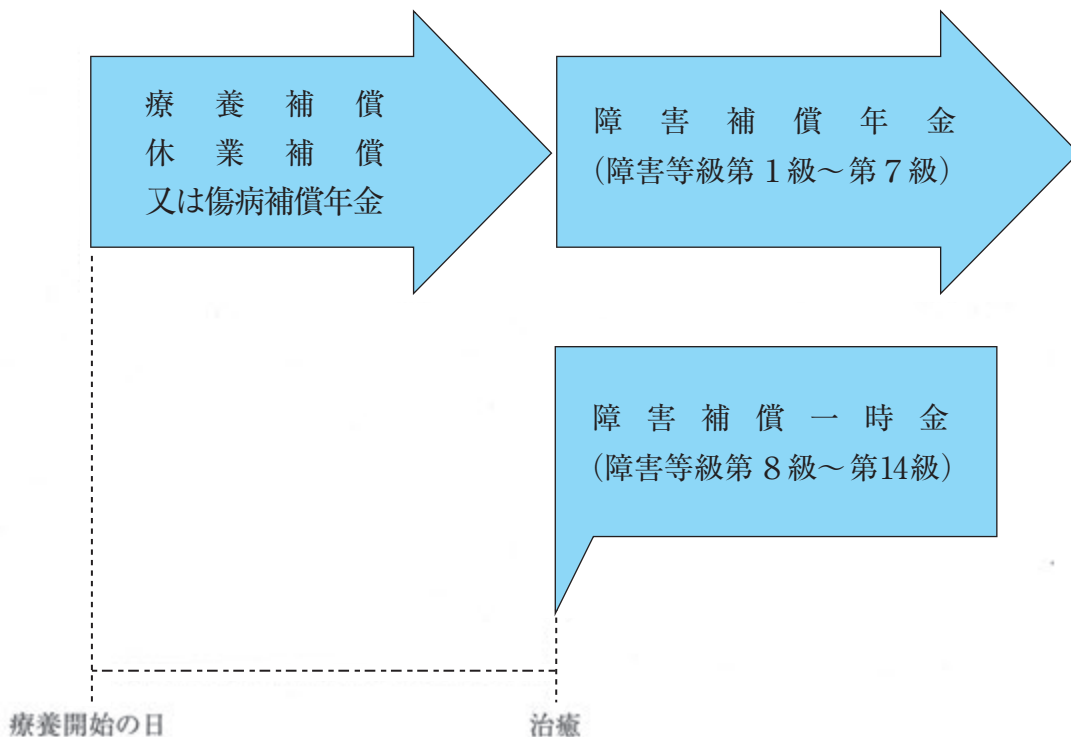 療養補償
休業補償
又は傷病補償年金
障害補償年金
(障害等級第1級～第7級)
障害補償一時金
(障害等級第8級～第14級)
療養開始の日
治癒